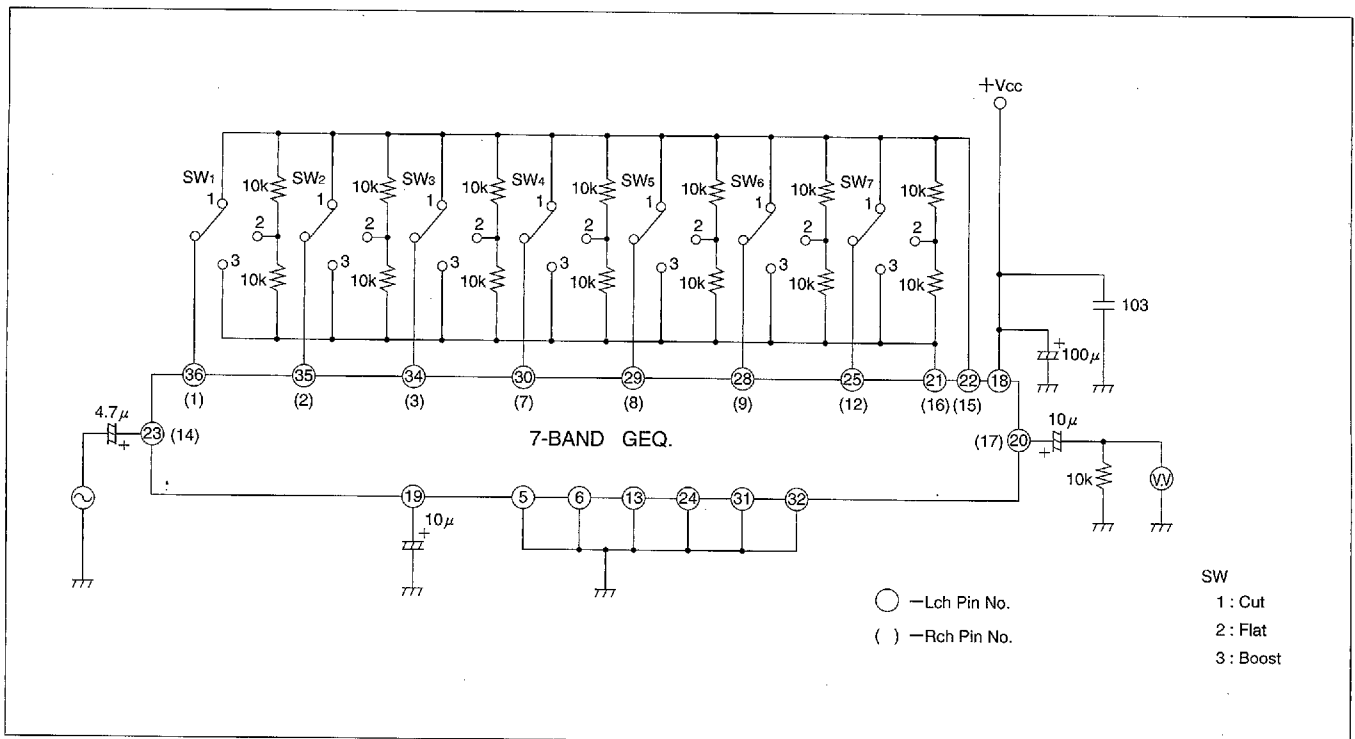 +Vcc
SW1 1 2 3 10k 10k
SW2 1 2 3 10k 10k
SW3 1 2 3 10k 10k
SW4 1 2 3 10k 10k
SW5 1 2 3 10k 10k
SW6 1 2 3 10k 10k
SW7 1 2 3 10k 10k
103
+ 100μ
36 35 34 30 29 28 25 21 22 18
(1) (2) (3) (7) (8) (9) (12) (16) (15)
4.7μ +
23 (14)
7-BAND GEQ.
(17) 20
10μ +
10k
VV
19 5 6 13 24 31 32
+ 10μ
○ —Lch Pin No.
( ) —Rch Pin No.
SW
1 : Cut
2 : Flat
3 : Boost